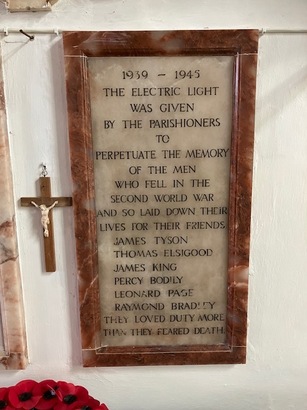 1939 - 1945
THE ELECTRIC LIGHT
WAS GIVEN
BY THE PARISHIONERS
TO
PERPETUATE THE MEMORY
OF THE MEN
WHO FELL IN THE
SECOND WORLD WAR
AND SO LAID DOWN THEIR
LIVES FOR THEIR FRIENDS
JAMES TYSON
THOMAS ELSIGOOD
JAMES KING
PERCY BODILY
LEONARD PAGE
RAYMOND BRADLEY
THEY LOVED DUTY MORE
THAN THEY FEARED DEATH.